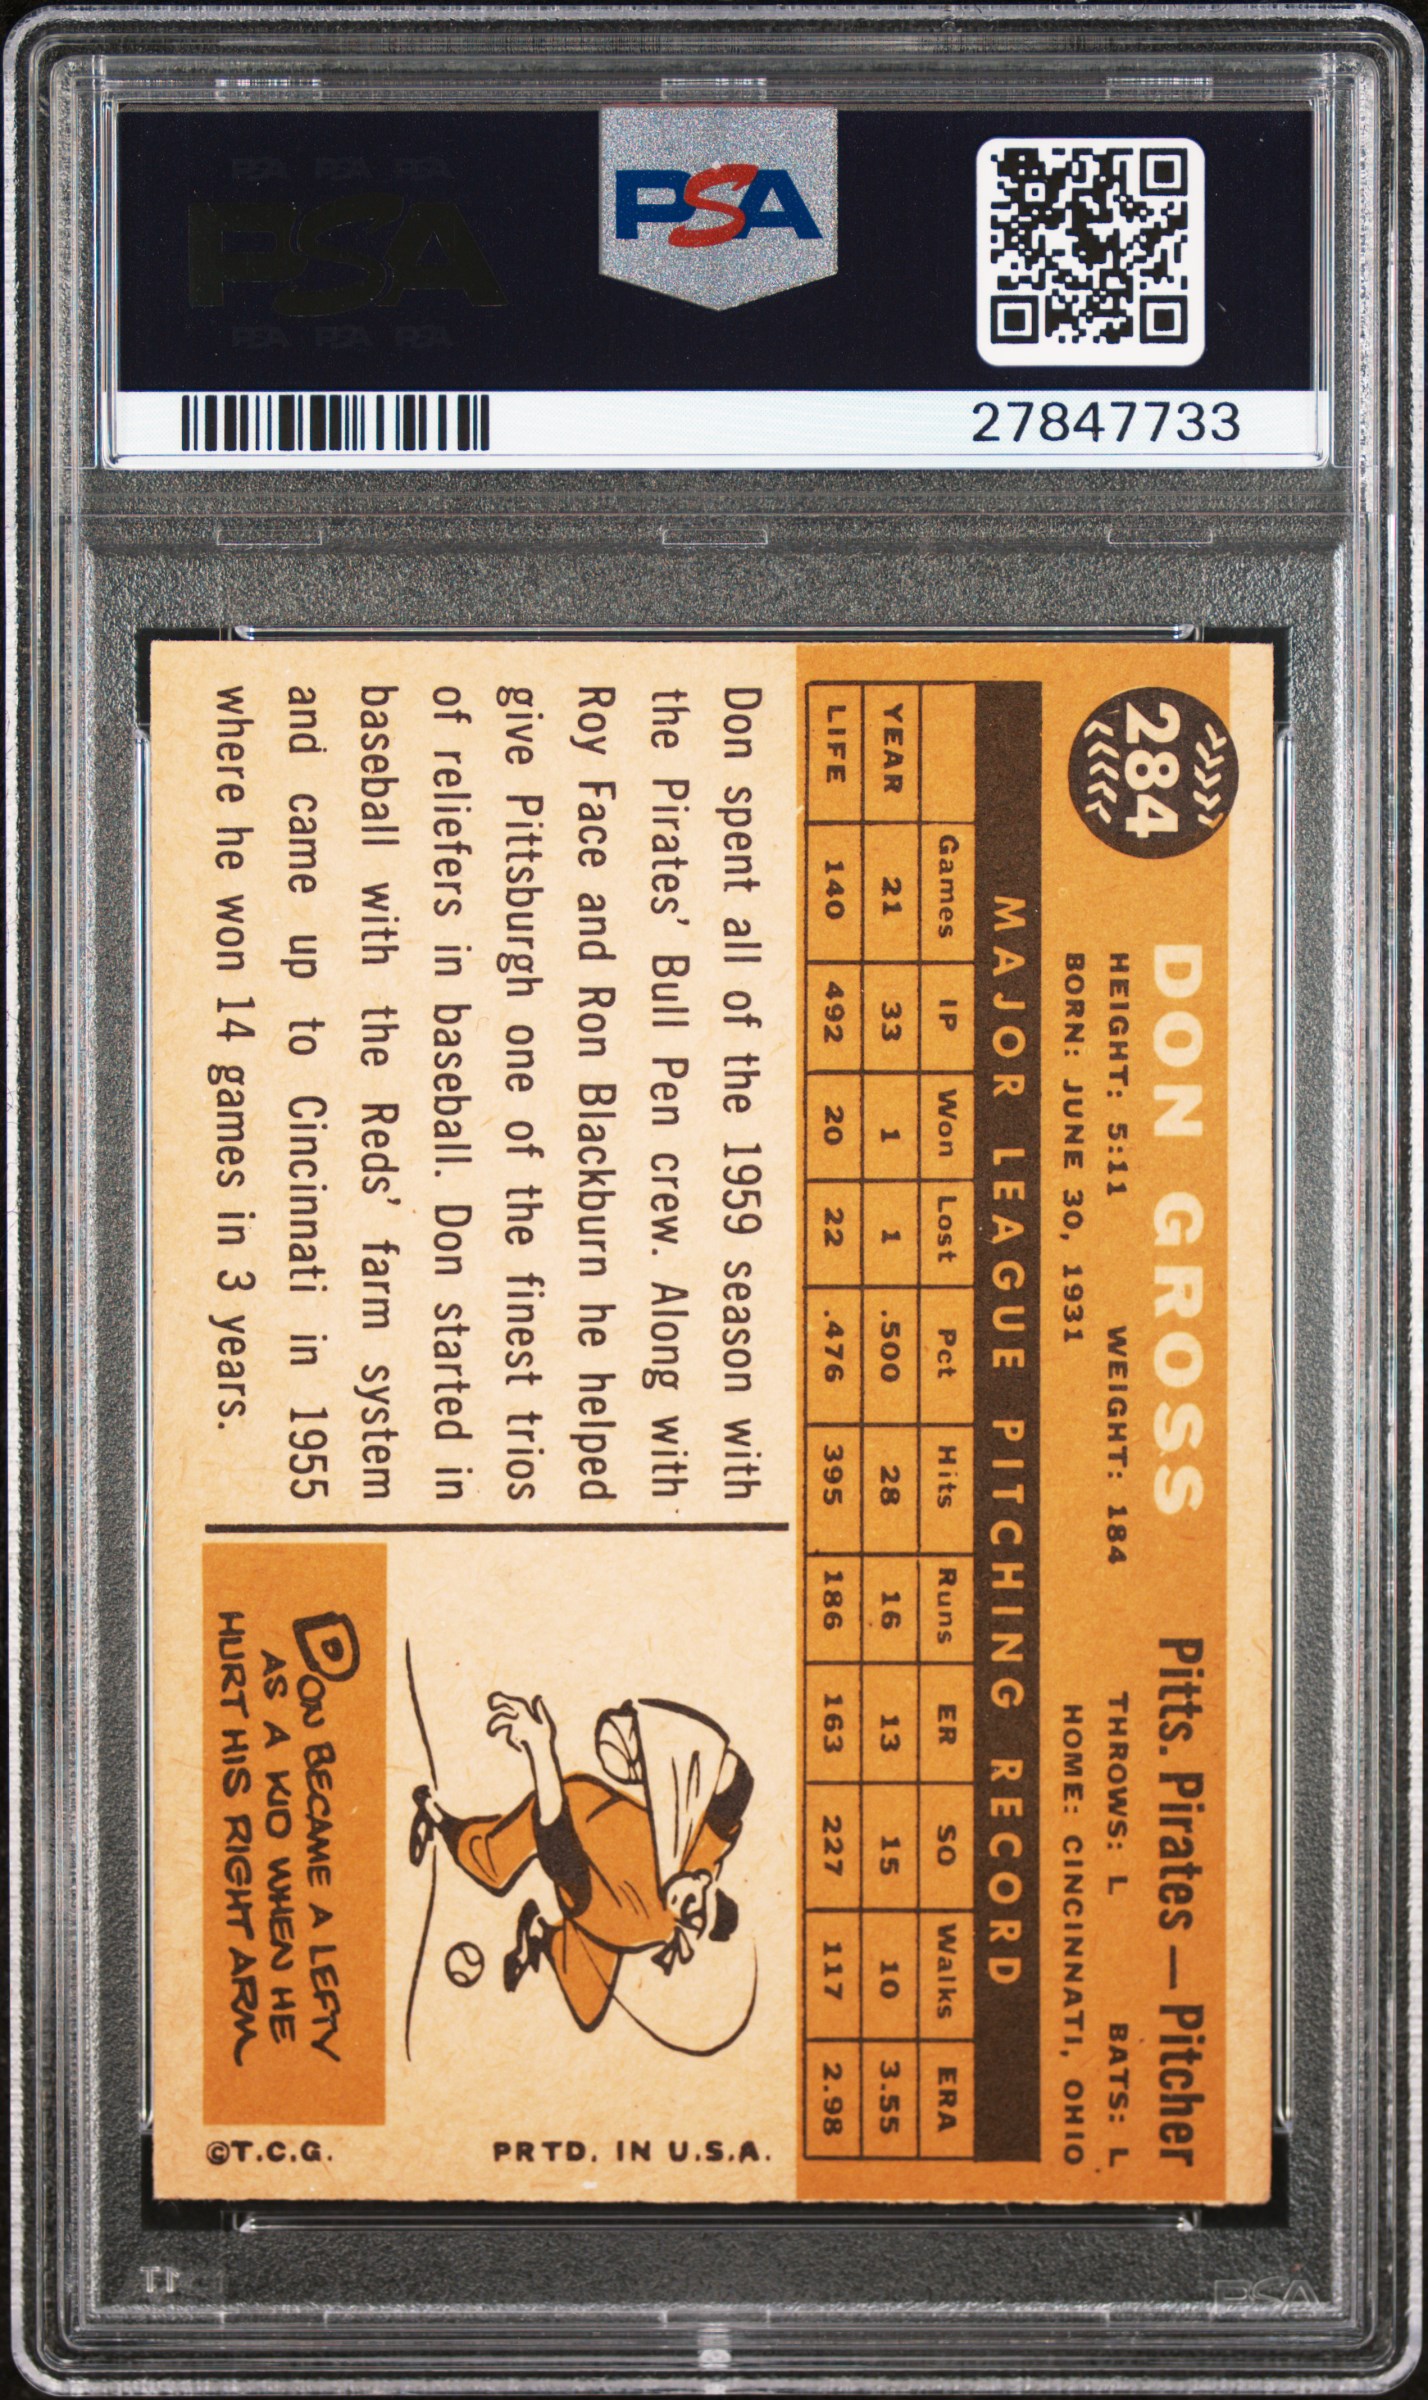 PSA PSA PSA
PSA
PSA PSA PSA
PSA
27847733
284
DON GROSS
Pitts. Pirates — Pitcher
HEIGHT: 5:11 WEIGHT: 184 THROWS: L BATS: L
BORN: JUNE 30, 1931 HOME: CINCINNATI, OHIO
MAJOR LEAGUE PITCHING RECORD
Games IP Won Lost Pct Hits Runs ER SO Walks ERA
YEAR 21 33 1 1 .500 28 16 13 15 10 3.55
LIFE 140 492 20 22 .476 395 186 163 227 117 2.98
Don spent all of the 1959 season with
the Pirates' Bull Pen crew. Along with
Roy Face and Ron Blackburn he helped
give Pittsburgh one of the finest trios
of reliefers in baseball. Don started in
baseball with the Reds' farm system
and came up to Cincinnati in 1955
where he won 14 games in 3 years.
DON BECAME A LEFTY
AS A KID WHEN HE
HURT HIS RIGHT ARM
PRTD. IN U.S.A.
©T.C.G.
PSA